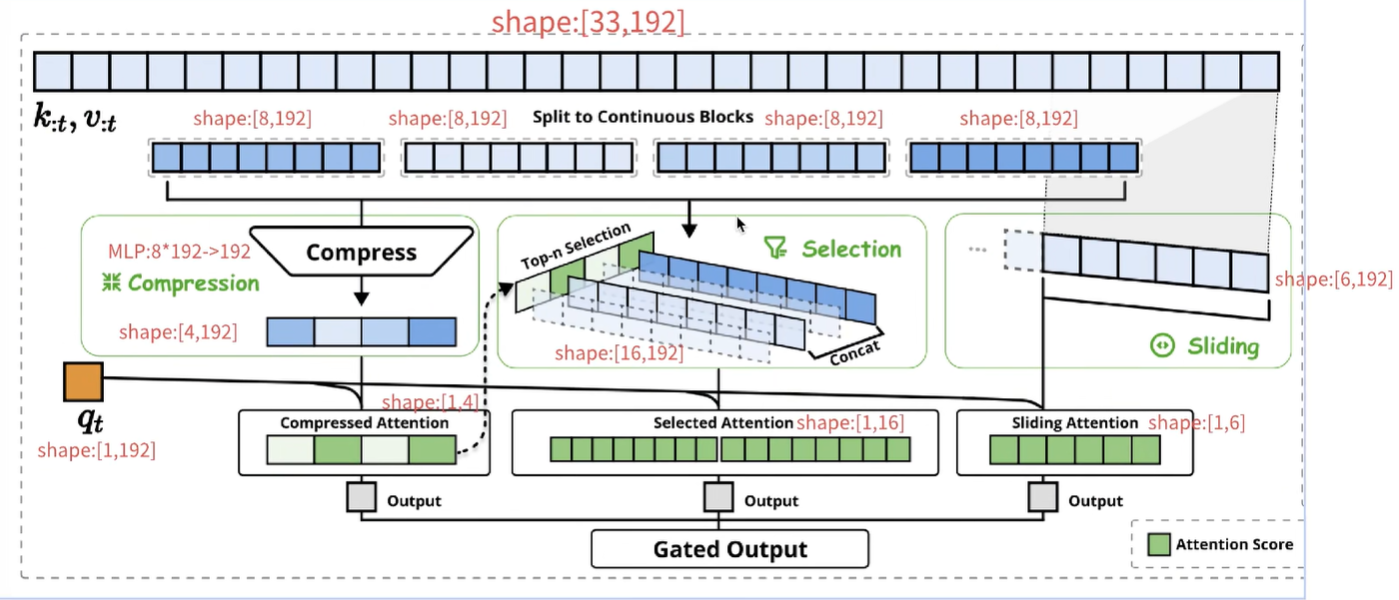 shape:[33,192]
k:t, v:t
shape:[8,192]
shape:[8,192]
Split to Continuous Blocks
shape:[8,192]
shape:[8,192]
MLP:8*192->192
Compress
Compression
shape:[4,192]
Top-n Selection
Selection
shape:[16,192]
Concat
...
shape:[6,192]
Sliding
qt
shape:[1,192]
shape:[1,4]
Compressed Attention
Selected Attention
shape:[1,16]
Sliding Attention
shape:[1,6]
Output
Output
Output
Gated Output
Attention Score